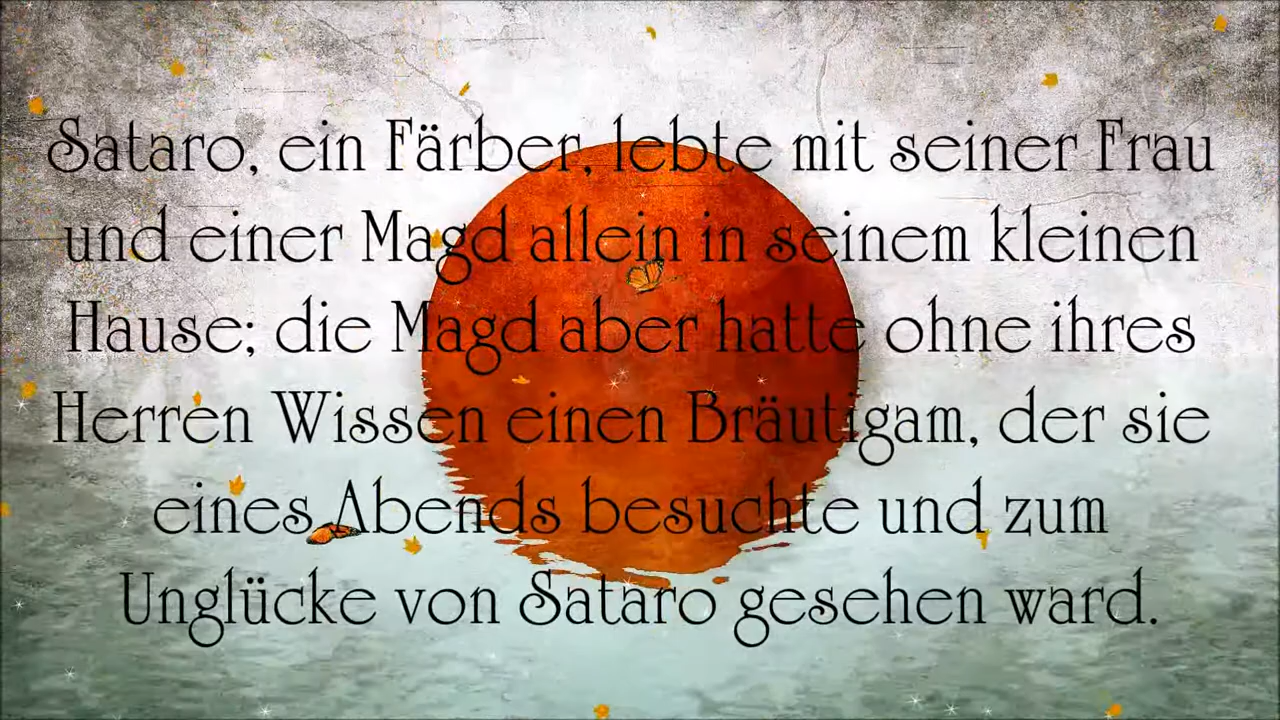 Sataro, ein Färber, lebte mit seiner Frau
und einer Magd allein in seinem kleinen
Hause; die Magd aber hatte ohne ihres
Herren Wissen einen Bräutigam, der sie
eines Abends besuchte und zum
Unglücke von Sataro gesehen ward.